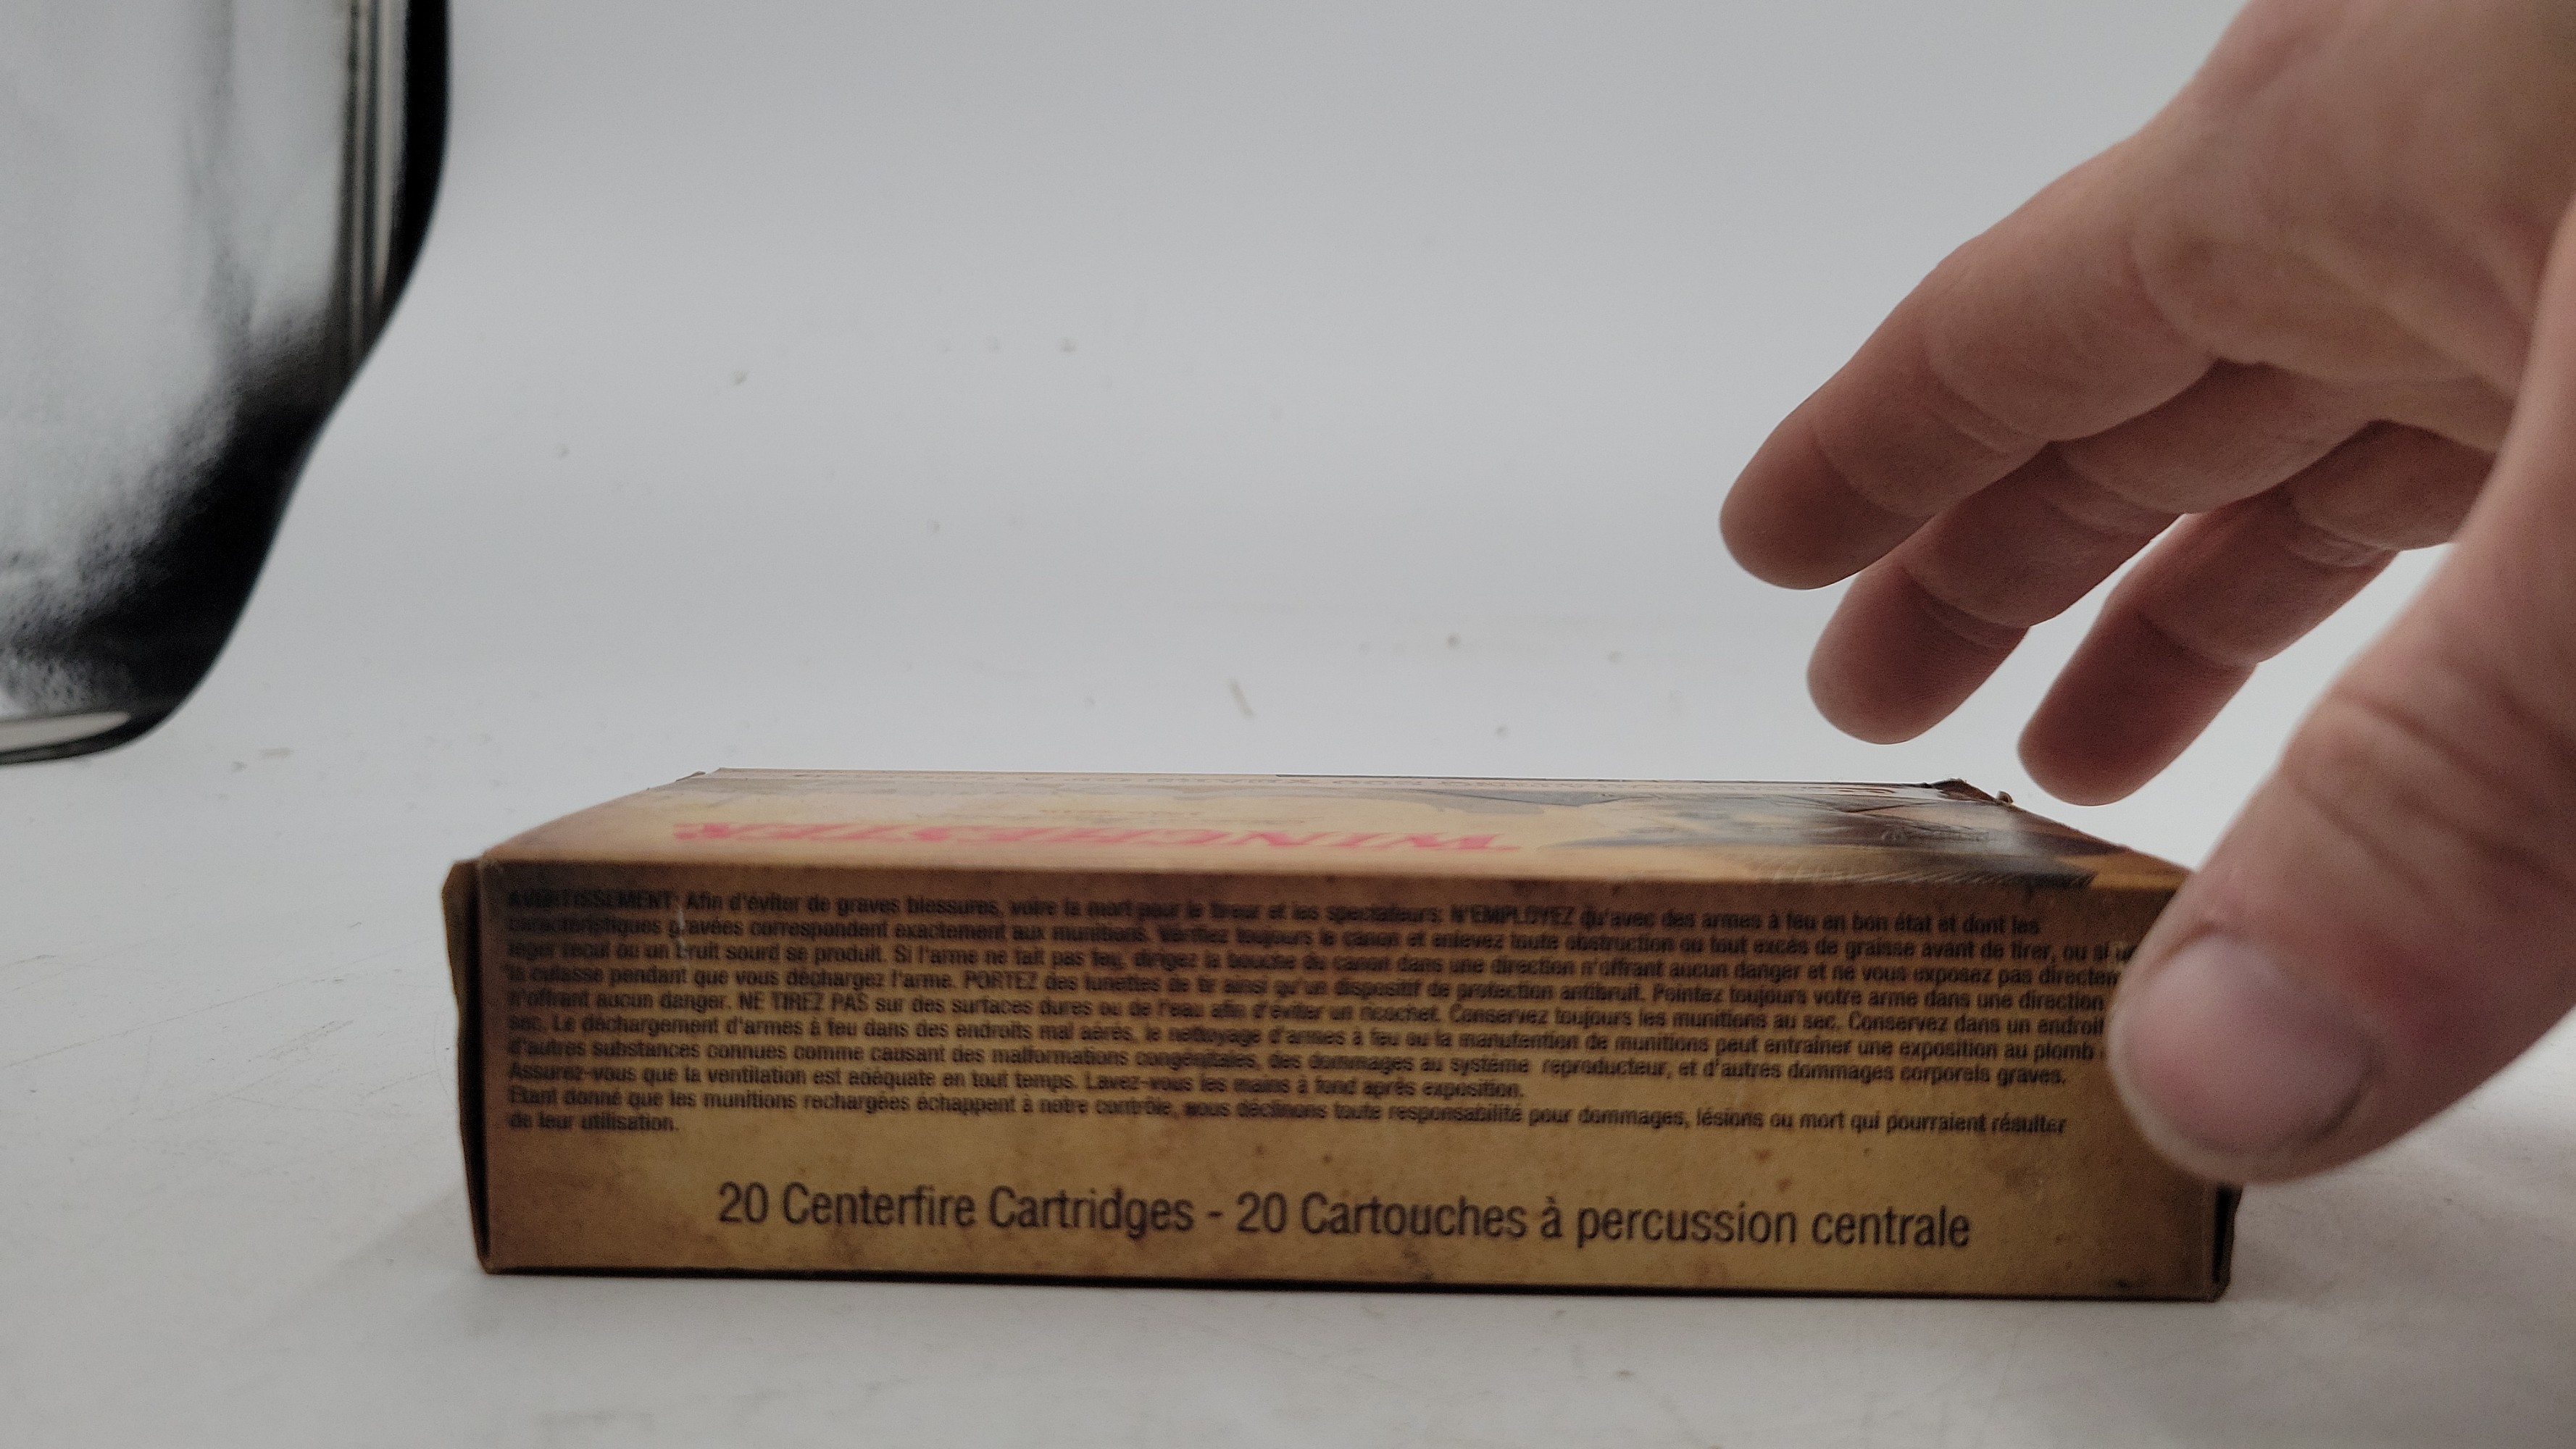 WINCHESTER
AVERTISSEMENT: Afin d'éviter de graves blessures, voire la mort pour le tireur et les spectateurs: N'EMPLOYEZ qu'avec des armes à feu en bon état et dont les
caractéristiques gravées correspondent exactement aux munitions. Vérifiez toujours le canon et enlevez toute obstruction ou tout excès de graisse avant de tirer, ou si un
léger recul ou un bruit sourd se produit. Si l'arme ne fait pas feu, dirigez la bouche du canon dans une direction n'offrant aucun danger et ne vous exposez pas
la culasse pendant que vous déchargez l'arme. PORTEZ des lunettes de tir ainsi qu'un dispositif de protection antibruit. Pointez toujours votre arme dans une direction
n'offrant aucun danger. NE TIREZ PAS sur des surfaces dures ou de l'eau afin d'éviter un ricochet. Conservez toujours les munitions au sec. Conservez dans un endroit
sec. Le déchargement d'armes à feu dans des endroits mal aérés, le nettoyage d'armes à feu ou la manutention de munitions peut entraîner une exposition au plomb
d'autres substances connues comme causant des malformations congénitales, des dommages au système reproducteur, et d'autres dommages corporels graves.
Assurez-vous que la ventilation est adéquate en tout temps. Lavez-vous les mains à fond après exposition.
Etant donné que les munitions rechargées échappent à notre contrôle, nous déclinons toute responsabilité pour dommages, lésions ou mort qui pourraient résulter
de leur utilisation.
20 Centerfire Cartridges - 20 Cartouches à percussion centrale